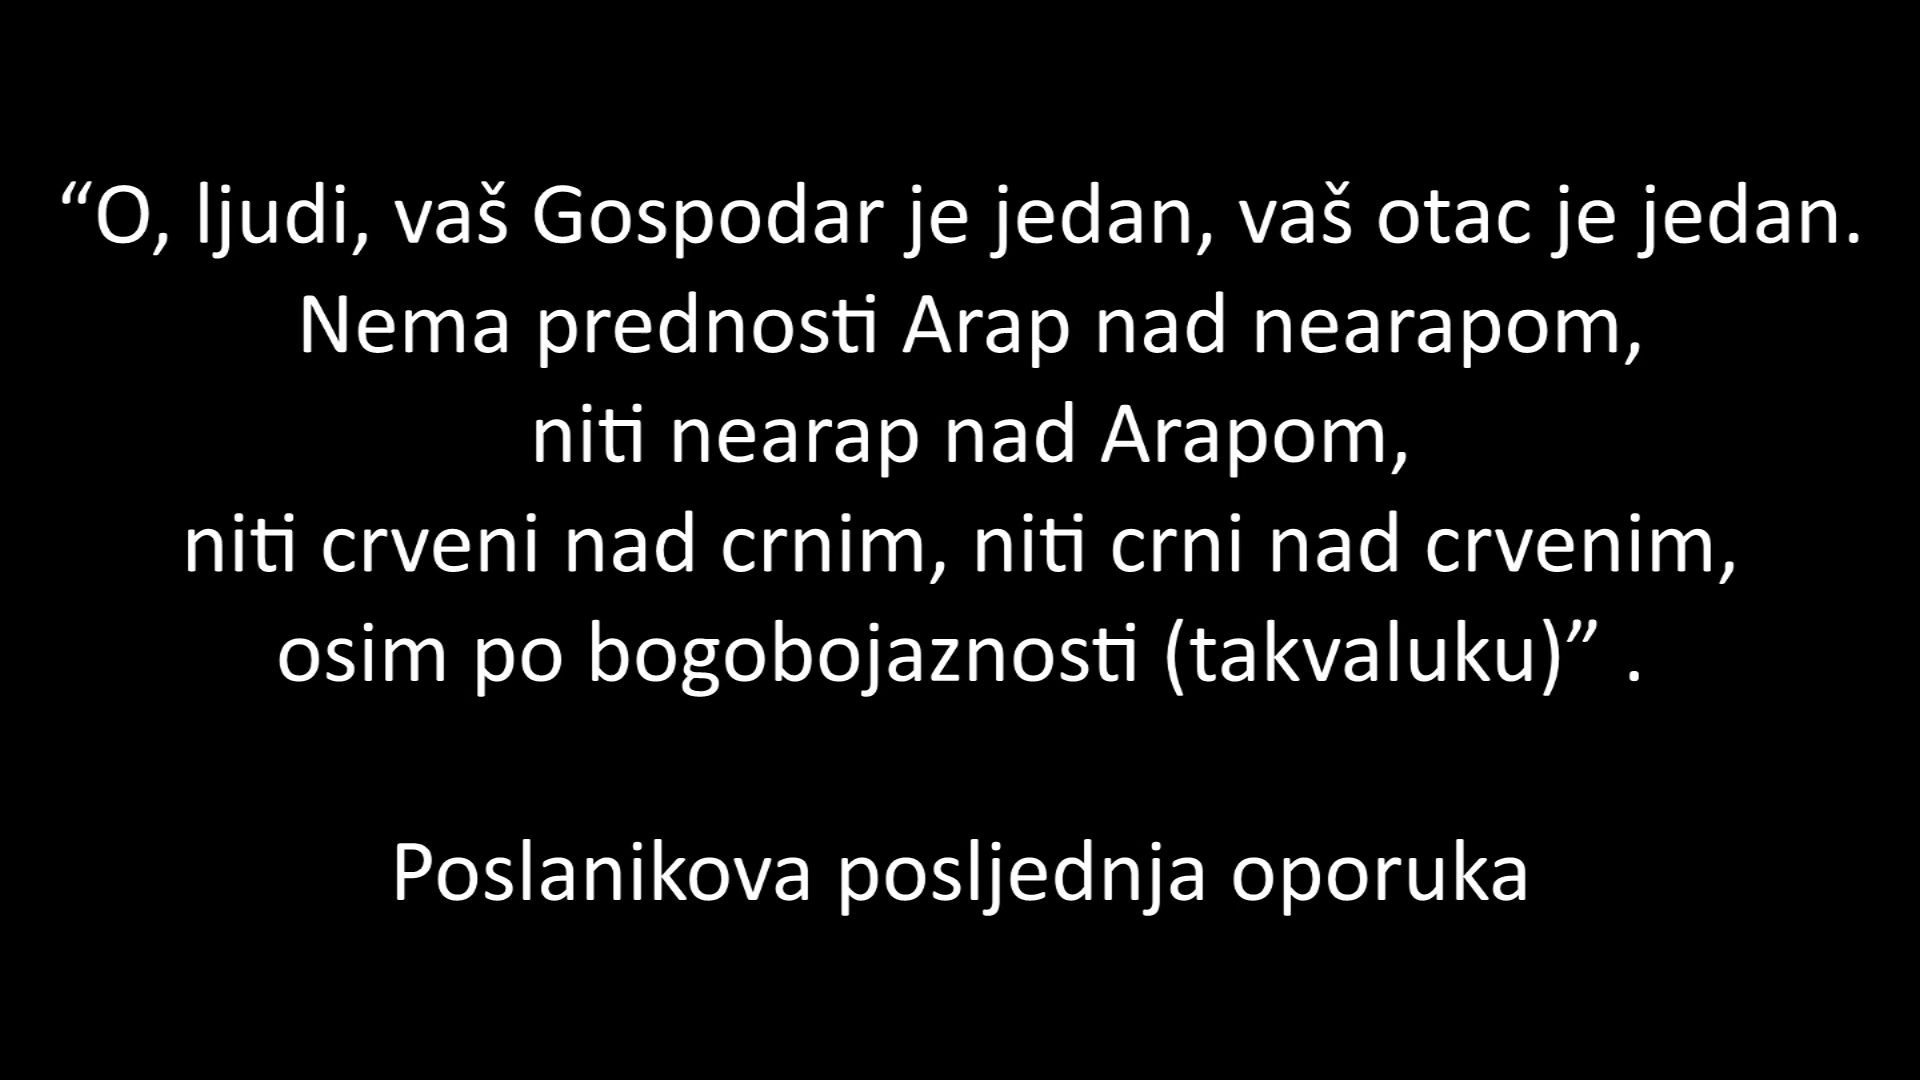 “O, ljudi, vaš Gospodar je jedan, vaš otac je jedan.
Nema prednosti Arap nad nearapom,
niti nearap nad Arapom,
niti crveni nad crnim, niti crni nad crvenim,
osim po bogobojaznosti (takvaluku)” .
Poslanikova posljednja oporuka